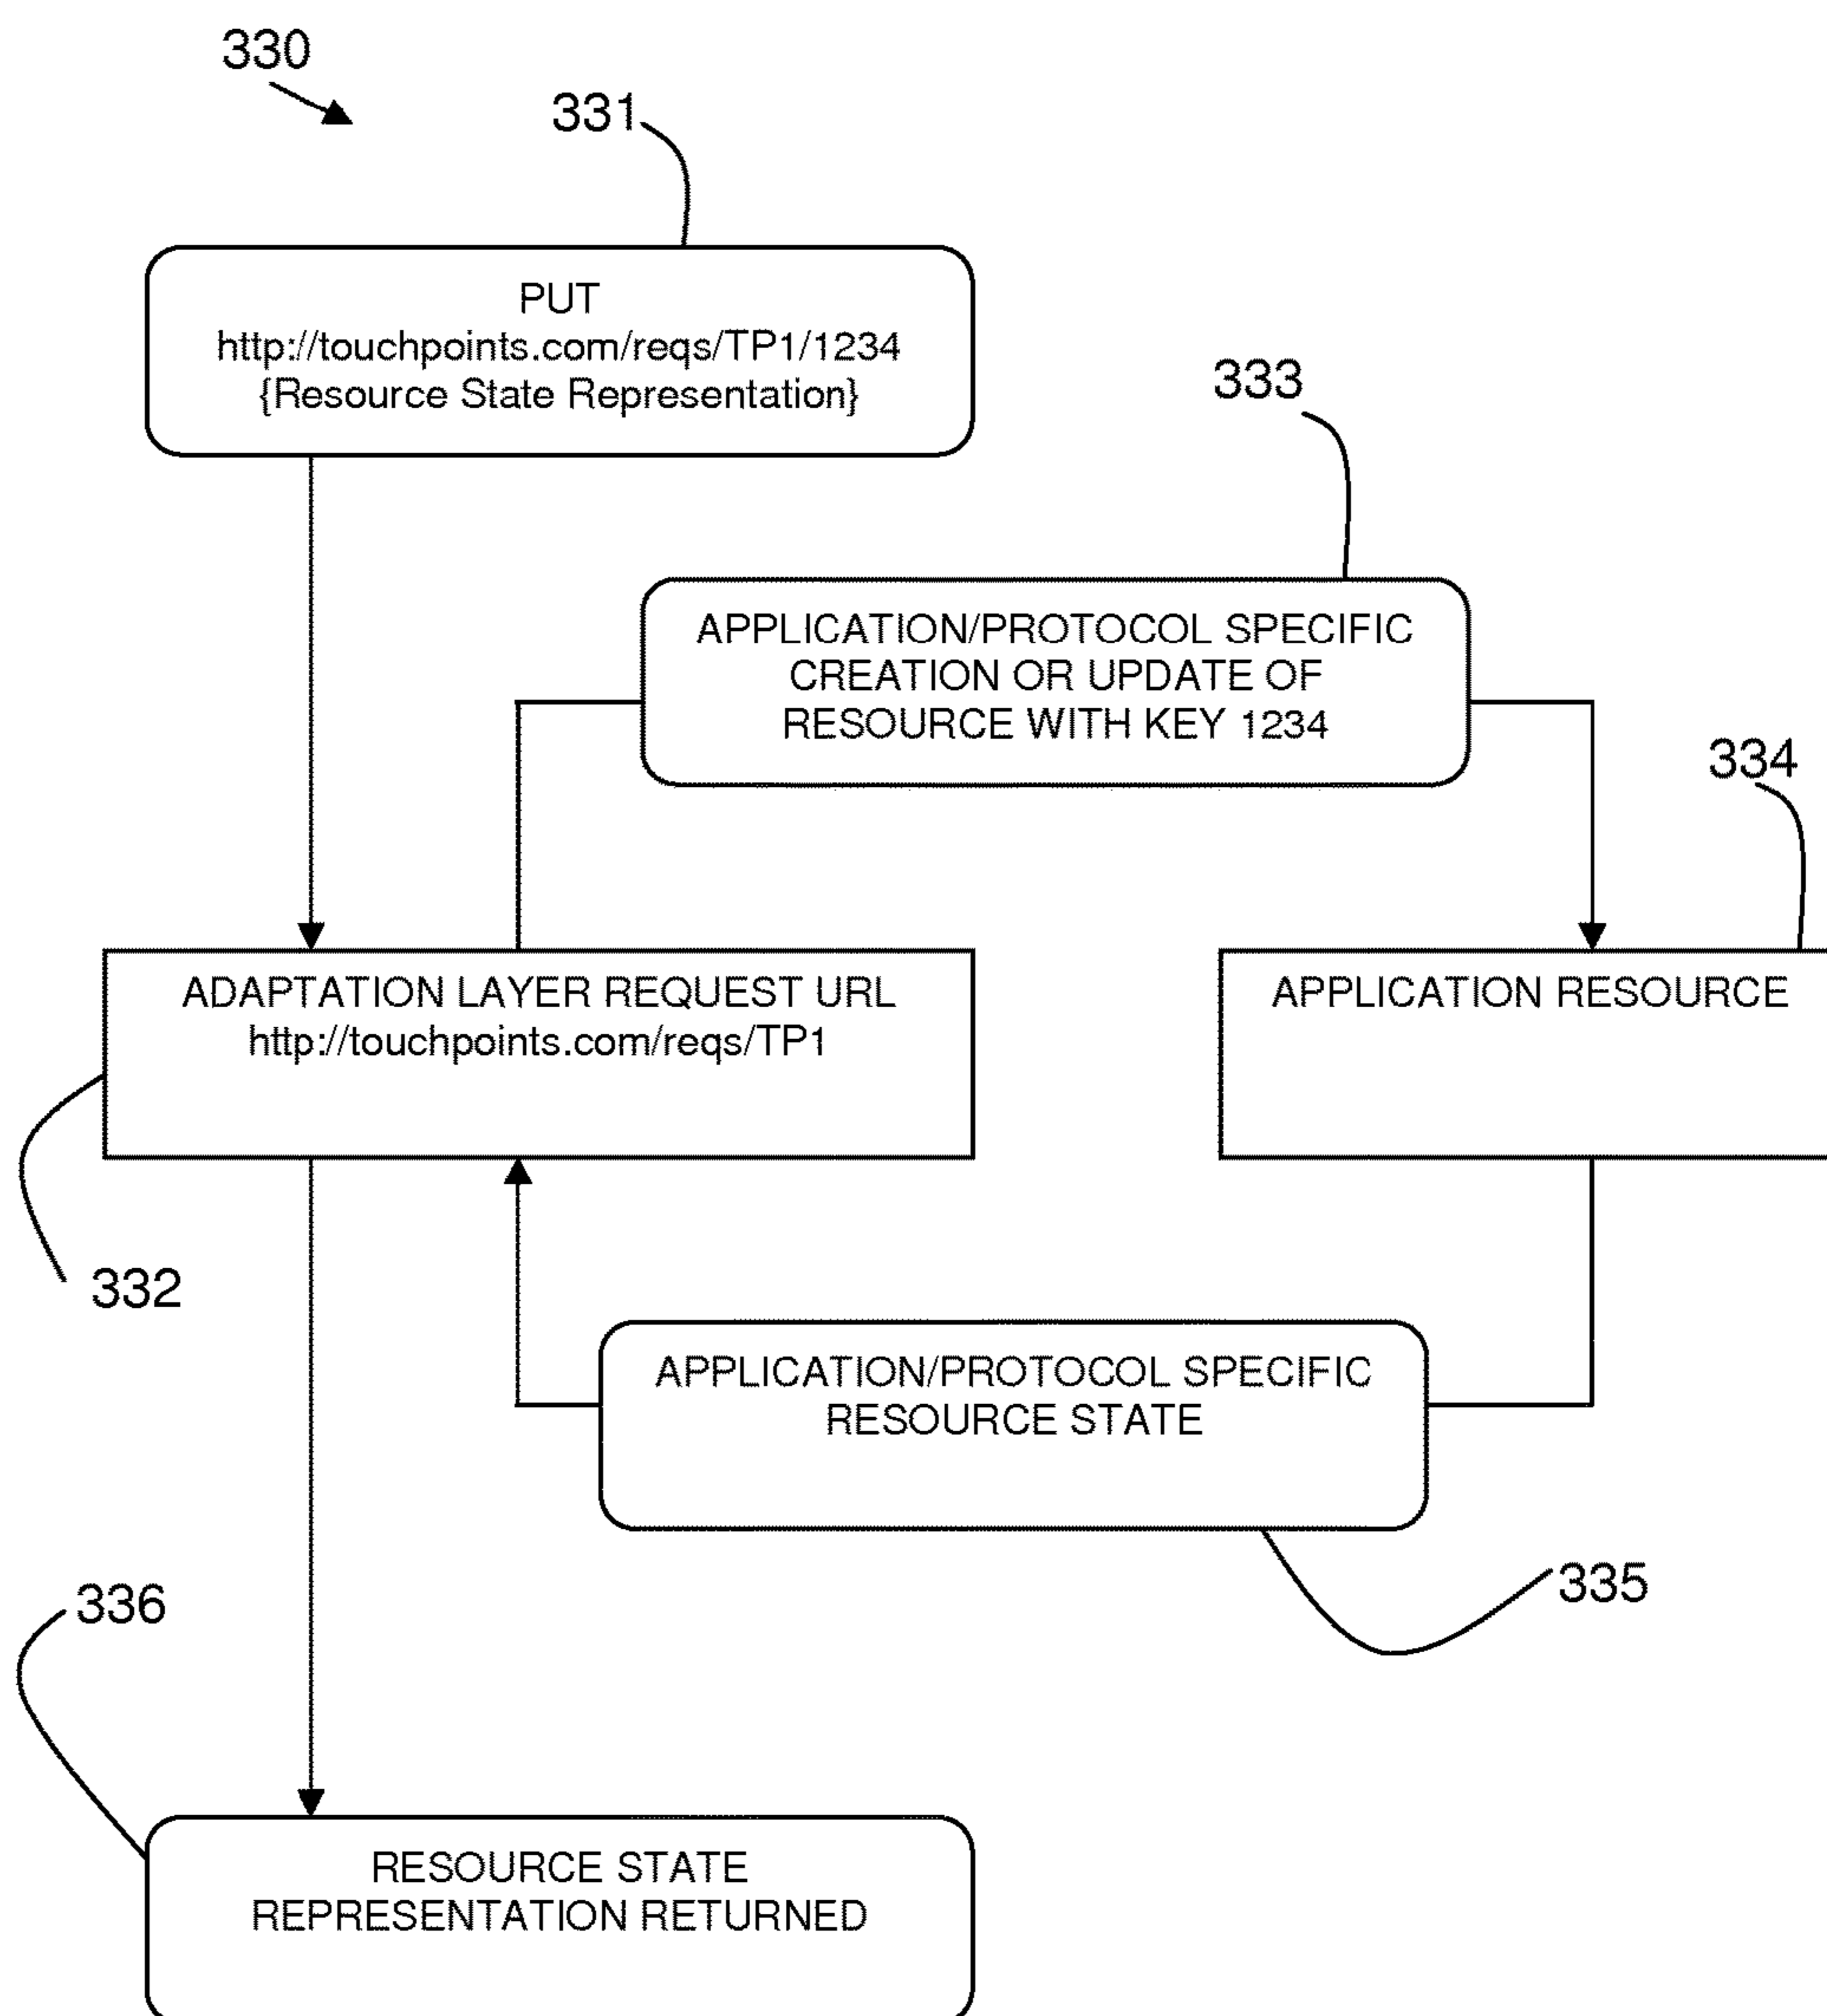 330
331
PUT
http://touchpoints.com/reqs/TP1/1234
{Resource State Representation}
333
APPLICATION/PROTOCOL SPECIFIC
CREATION OR UPDATE OF
RESOURCE WITH KEY 1234
334
ADAPTATION LAYER REQUEST URL
http://touchpoints.com/reqs/TP1
APPLICATION RESOURCE
332
APPLICATION/PROTOCOL SPECIFIC
RESOURCE STATE
335
336
RESOURCE STATE
REPRESENTATION RETURNED